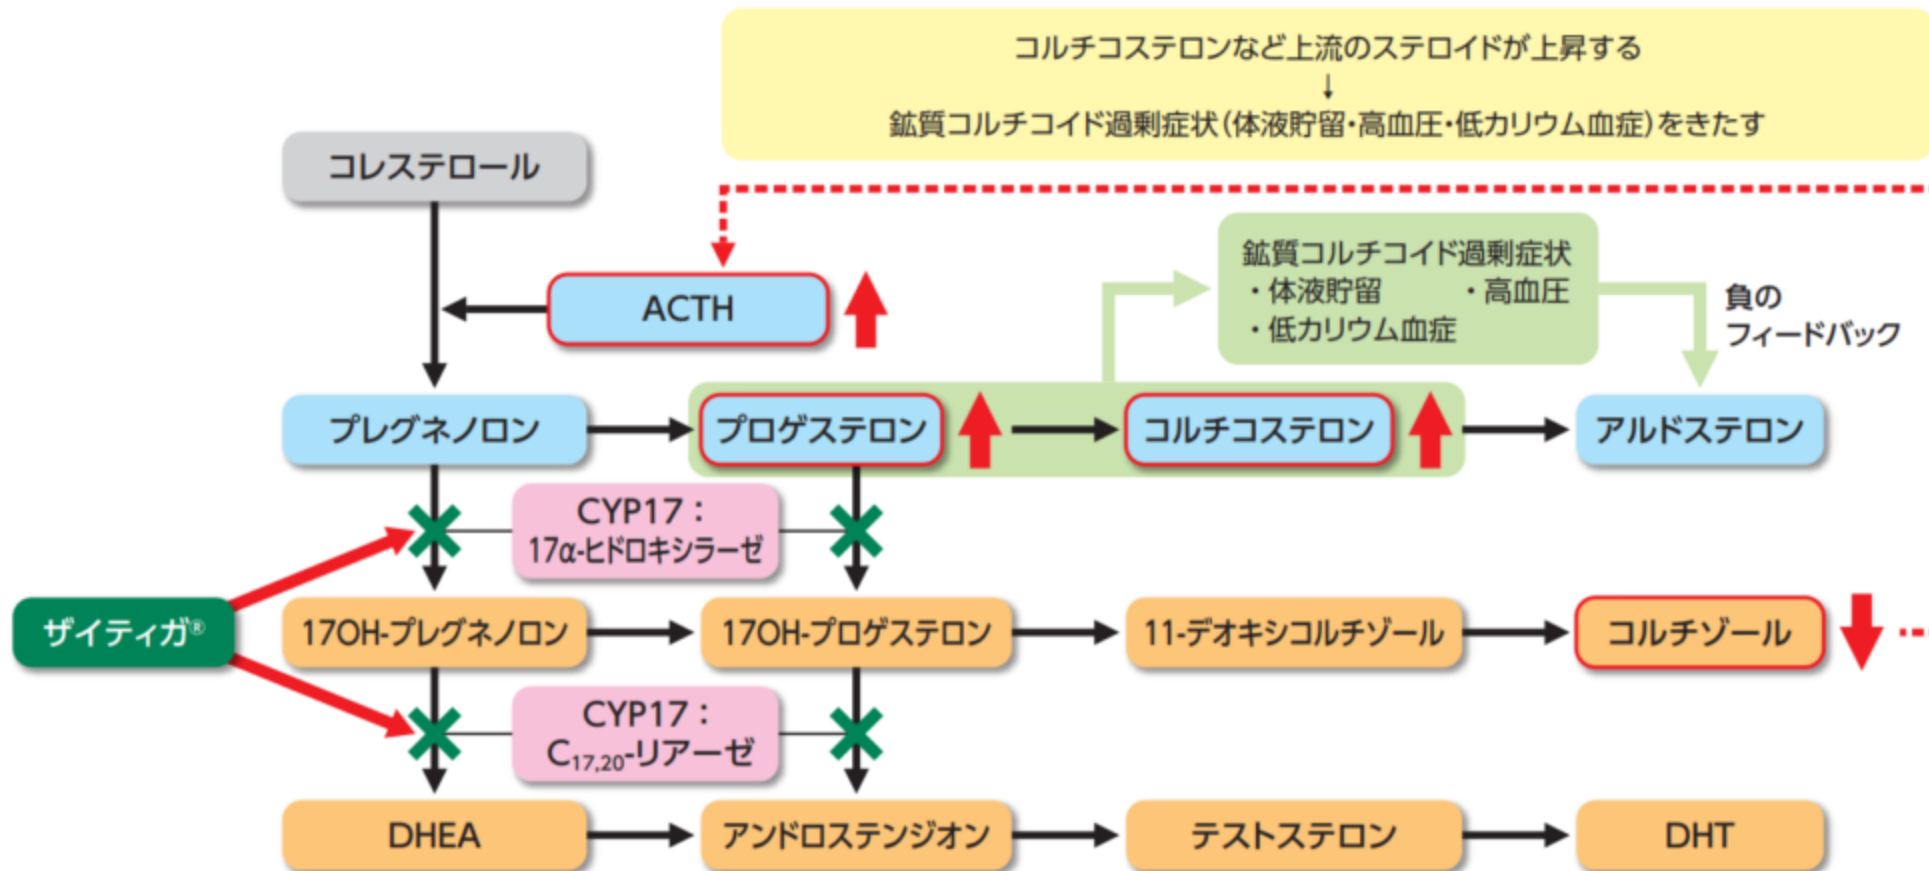 コルチコステロンなど上流のステロイドが上昇する
↓
鉱質コルチコイド過剰症状(体液貯留・高血圧・低カリウム血症)をきたす
コレステロール
ACTH
鉱質コルチコイド過剰症状
・体液貯留 ・高血圧
・低カリウム血症
負の
フィードバック
プレグネノロン
プロゲステロン
コルチコステロン
アルドステロン
CYP17：
17α-ヒドロキシラーゼ
ザイティガ®
17OH-プレグネノロン
17OH-プロゲステロン
11-デオキシコルチゾール
コルチゾール
CYP17：
C17,20-リアーゼ
DHEA
アンドロステンジオン
テストステロン
DHT